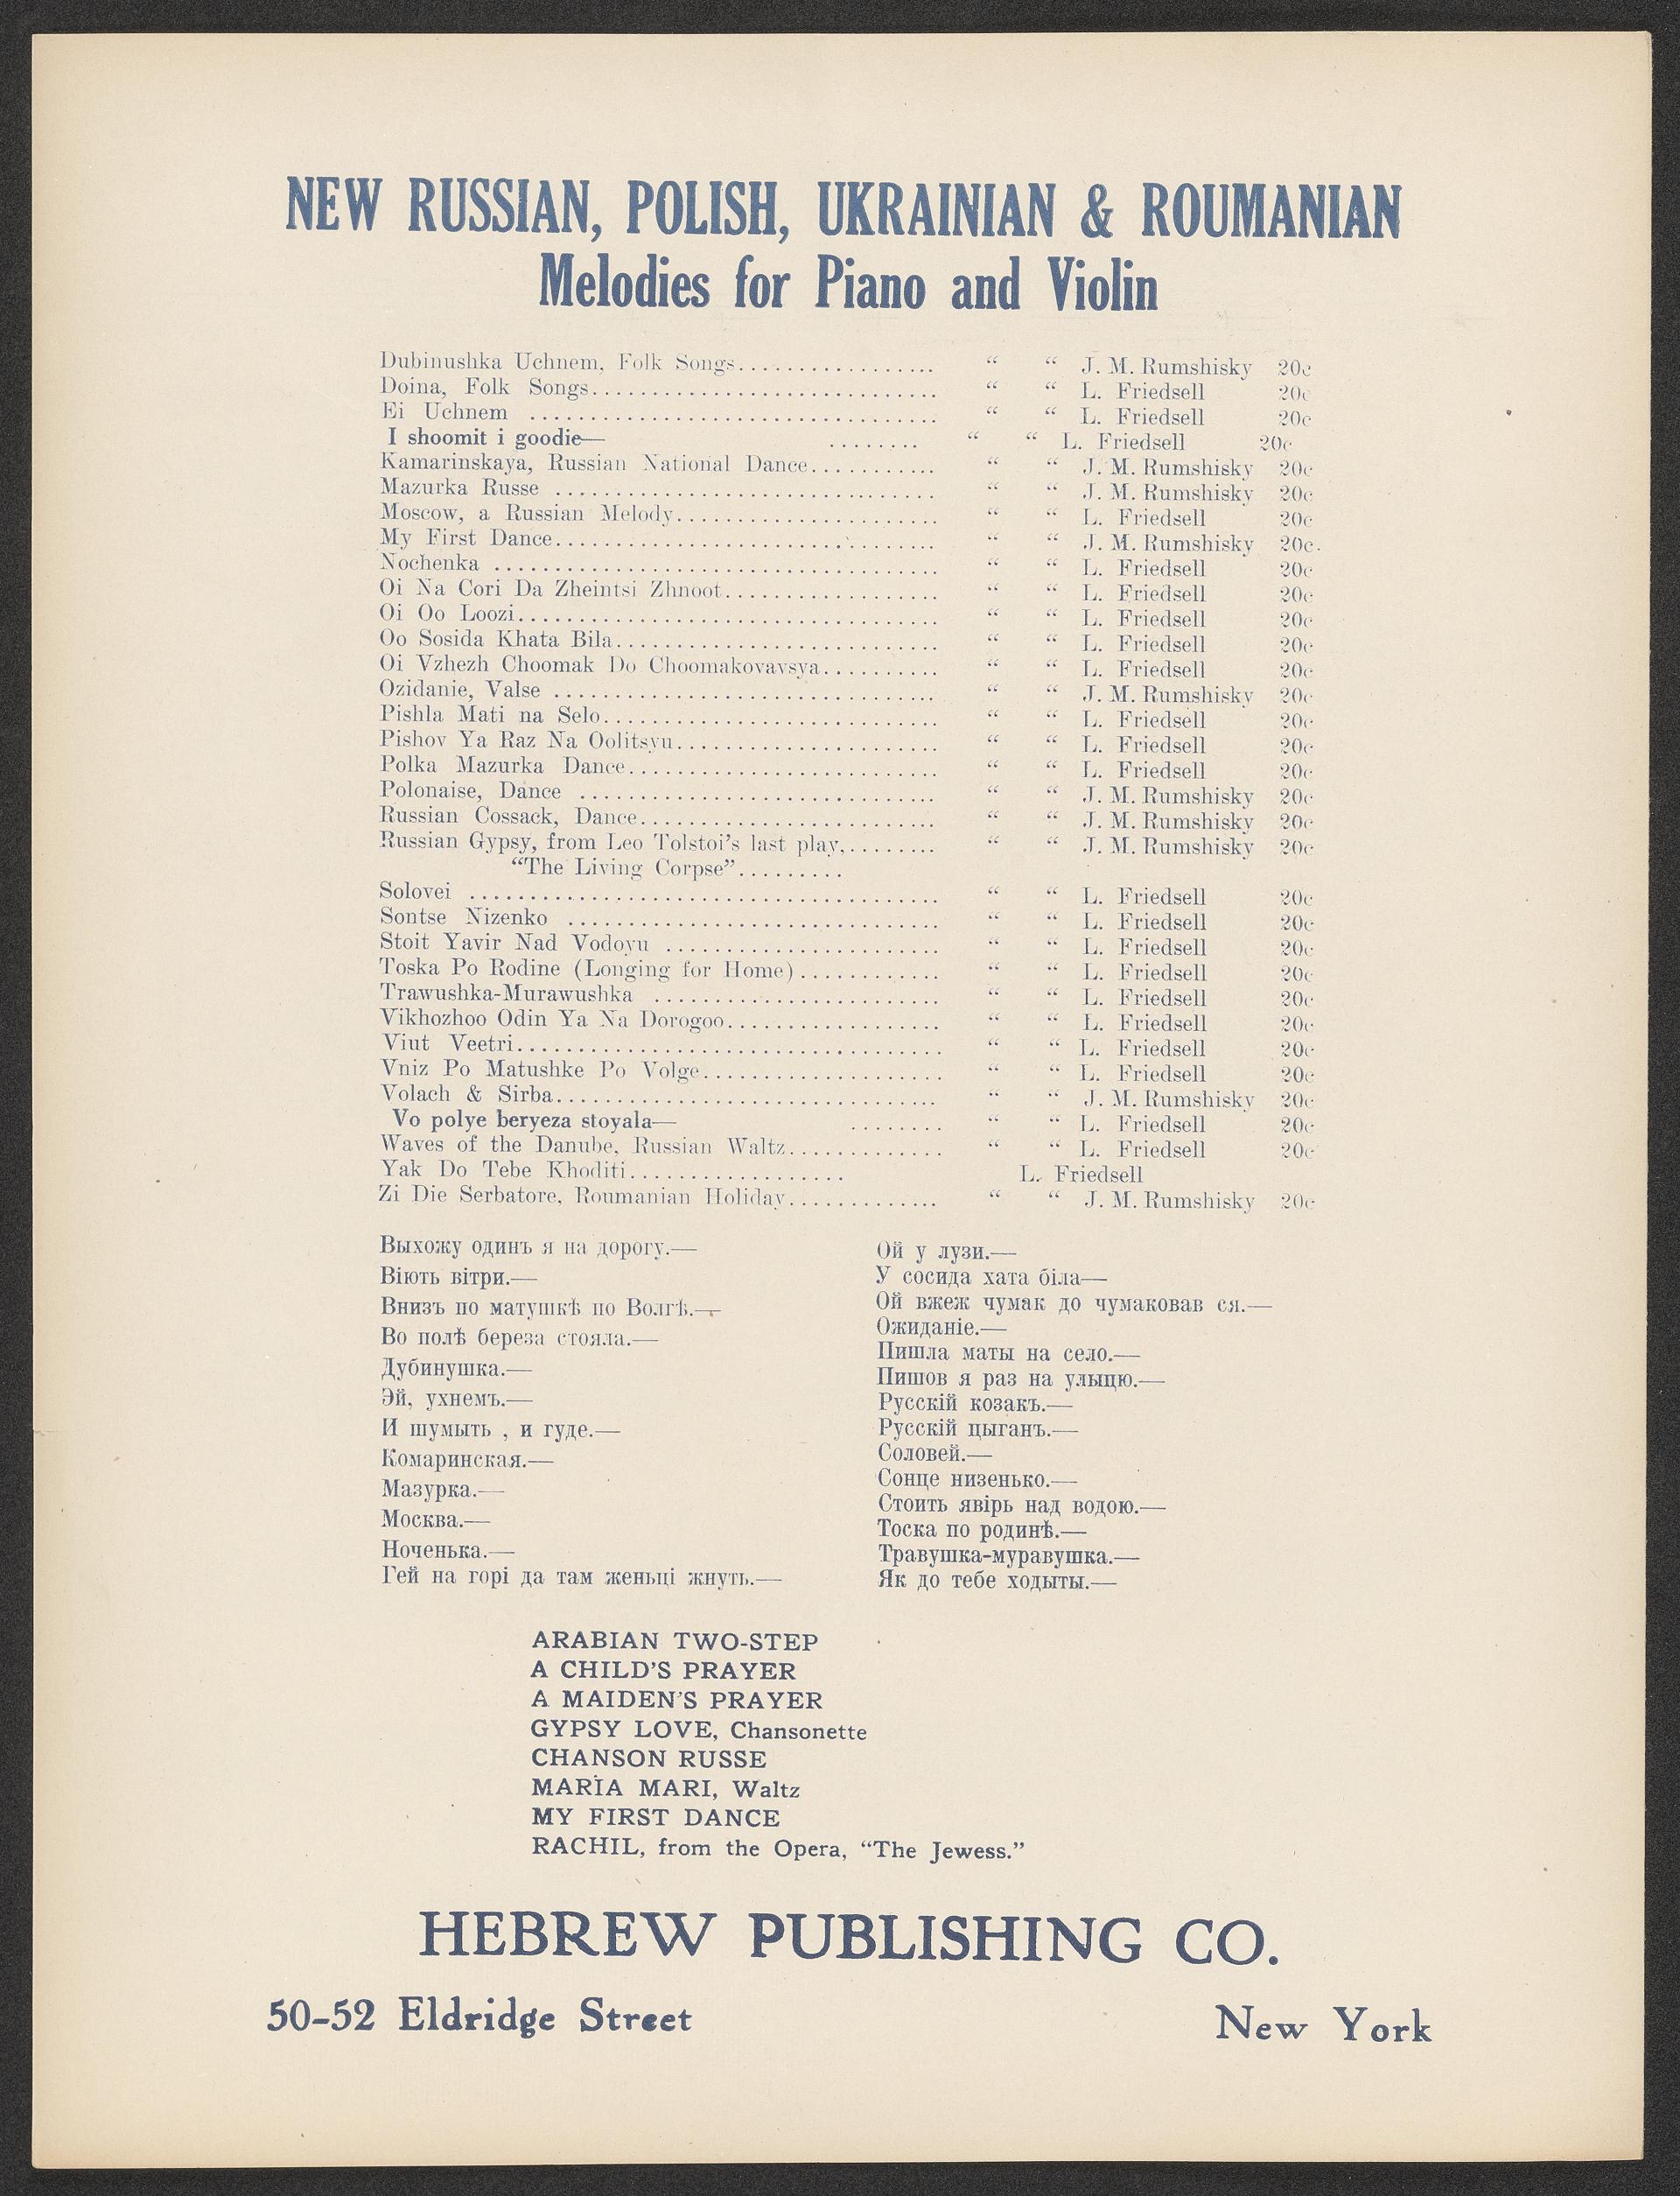 NEW RUSSIAN, POLISH, UKRAINIAN & ROUMANIAN
Melodies for Piano and Violin
Dubinushka Uchnem, Folk Songs................. “ “ J. M. Rumshisky 20c
Doina, Folk Songs............................. “ “ L. Friedsell 20c
Ei Uchnem .................................. “ “ L. Friedsell 20c
I shoomit i goodie— ........ “ “ L. Friedsell 20c
Kamarinskaya, Russian National Dance........... “ “ J. M. Rumshisky 20c
Mazurka Russe ................................ “ “ J. M. Rumshisky 20c
Moscow, a Russian Melody...................... “ “ L. Friedsell 20c
My First Dance................................ “ “ J. M. Rumshisky 20c.
Nochenka ..................................... “ “ L. Friedsell 20c
Oi Na Cori Da Zheintsi Zhnoot.................. “ “ L. Friedsell 20c
Oi Oo Loozi................................... “ “ L. Friedsell 20c
Oo Sosida Khata Bila........................... “ “ L. Friedsell 20c
Oi Vzhezh Choomak Do Choomakovavsya.......... “ “ L. Friedsell 20c
Ozidanie, Valse ................................ “ “ J. M. Rumshisky 20c
Pishla Mati na Selo............................ “ “ L. Friedsell 20c
Pishov Ya Raz Na Oolitsyu...................... “ “ L. Friedsell 20c
Polka Mazurka Dance.......................... “ “ L. Friedsell 20c
Polonaise, Dance .............................. “ “ J. M. Rumshisky 20c
Russian Cossack, Dance......................... “ “ J. M. Rumshisky 20c
Russian Gypsy, from Leo Tolstoi’s last play,........ “ “ J. M. Rumshisky 20c
“The Living Corpse”.........
Solovei ....................................... “ “ L. Friedsell 20c
Sontse Nizenko ............................... “ “ L. Friedsell 20c
Stoit Yavir Nad Vodoyu ....................... “ “ L. Friedsell 20c
Toska Po Rodine (Longing for Home)............ “ “ L. Friedsell 20c
Trawushka-Murawushka ........................ “ “ L. Friedsell 20c
Vikhozhoo Odin Ya Na Dorogoo.................. “ “ L. Friedsell 20c
Viut Veetri................................... “ “ L. Friedsell 20c
Vniz Po Matushke Po Volge.................... “ “ L. Friedsell 20c
Volach & Sirba................................ “ “ J. M. Rumshisky 20c
Vo polye beryeza stoyala— ........ “ “ L. Friedsell 20c
Waves of the Danube, Russian Waltz............. “ “ L. Friedsell 20c
Yak Do Tebe Khoditi.................. L. Friedsell
Zi Die Serbatore, Roumanian Holiday............. “ “ J. M. Rumshisky 20c
Выхожу одинъ я на дорогу.—
Віють вітри.—
Внизъ по матушкѣ по Волгѣ.—
Во полѣ береза стояла.—
Дубинушка.—
Эй, ухнемъ.—
И шумыть , и гуде.—
Комаринская.—
Мазурка.—
Москва.—
Ноченька.—
Гей на горі да там женьці жнуть.—
Ой у лузи.—
У сосида хата біла—
Ой вжеж чумак до чумаковав ся.—
Ожиданіе.—
Пишла маты на село.—
Пишов я раз на улыцю.—
Русскій козакъ.—
Русскій цыганъ.—
Соловей.—
Сонце низенько.—
Стоить явірь над водою.—
Тоска по родинѣ.—
Травушка-муравушка.—
Як до тебе ходыты.—
ARABIAN TWO-STEP
A CHILD’S PRAYER
A MAIDEN’S PRAYER
GYPSY LOVE, Chansonette
CHANSON RUSSE
MARIA MARI, Waltz
MY FIRST DANCE
RACHIL, from the Opera, “The Jewess.”
HEBREW PUBLISHING CO.
50-52 Eldridge Street New York